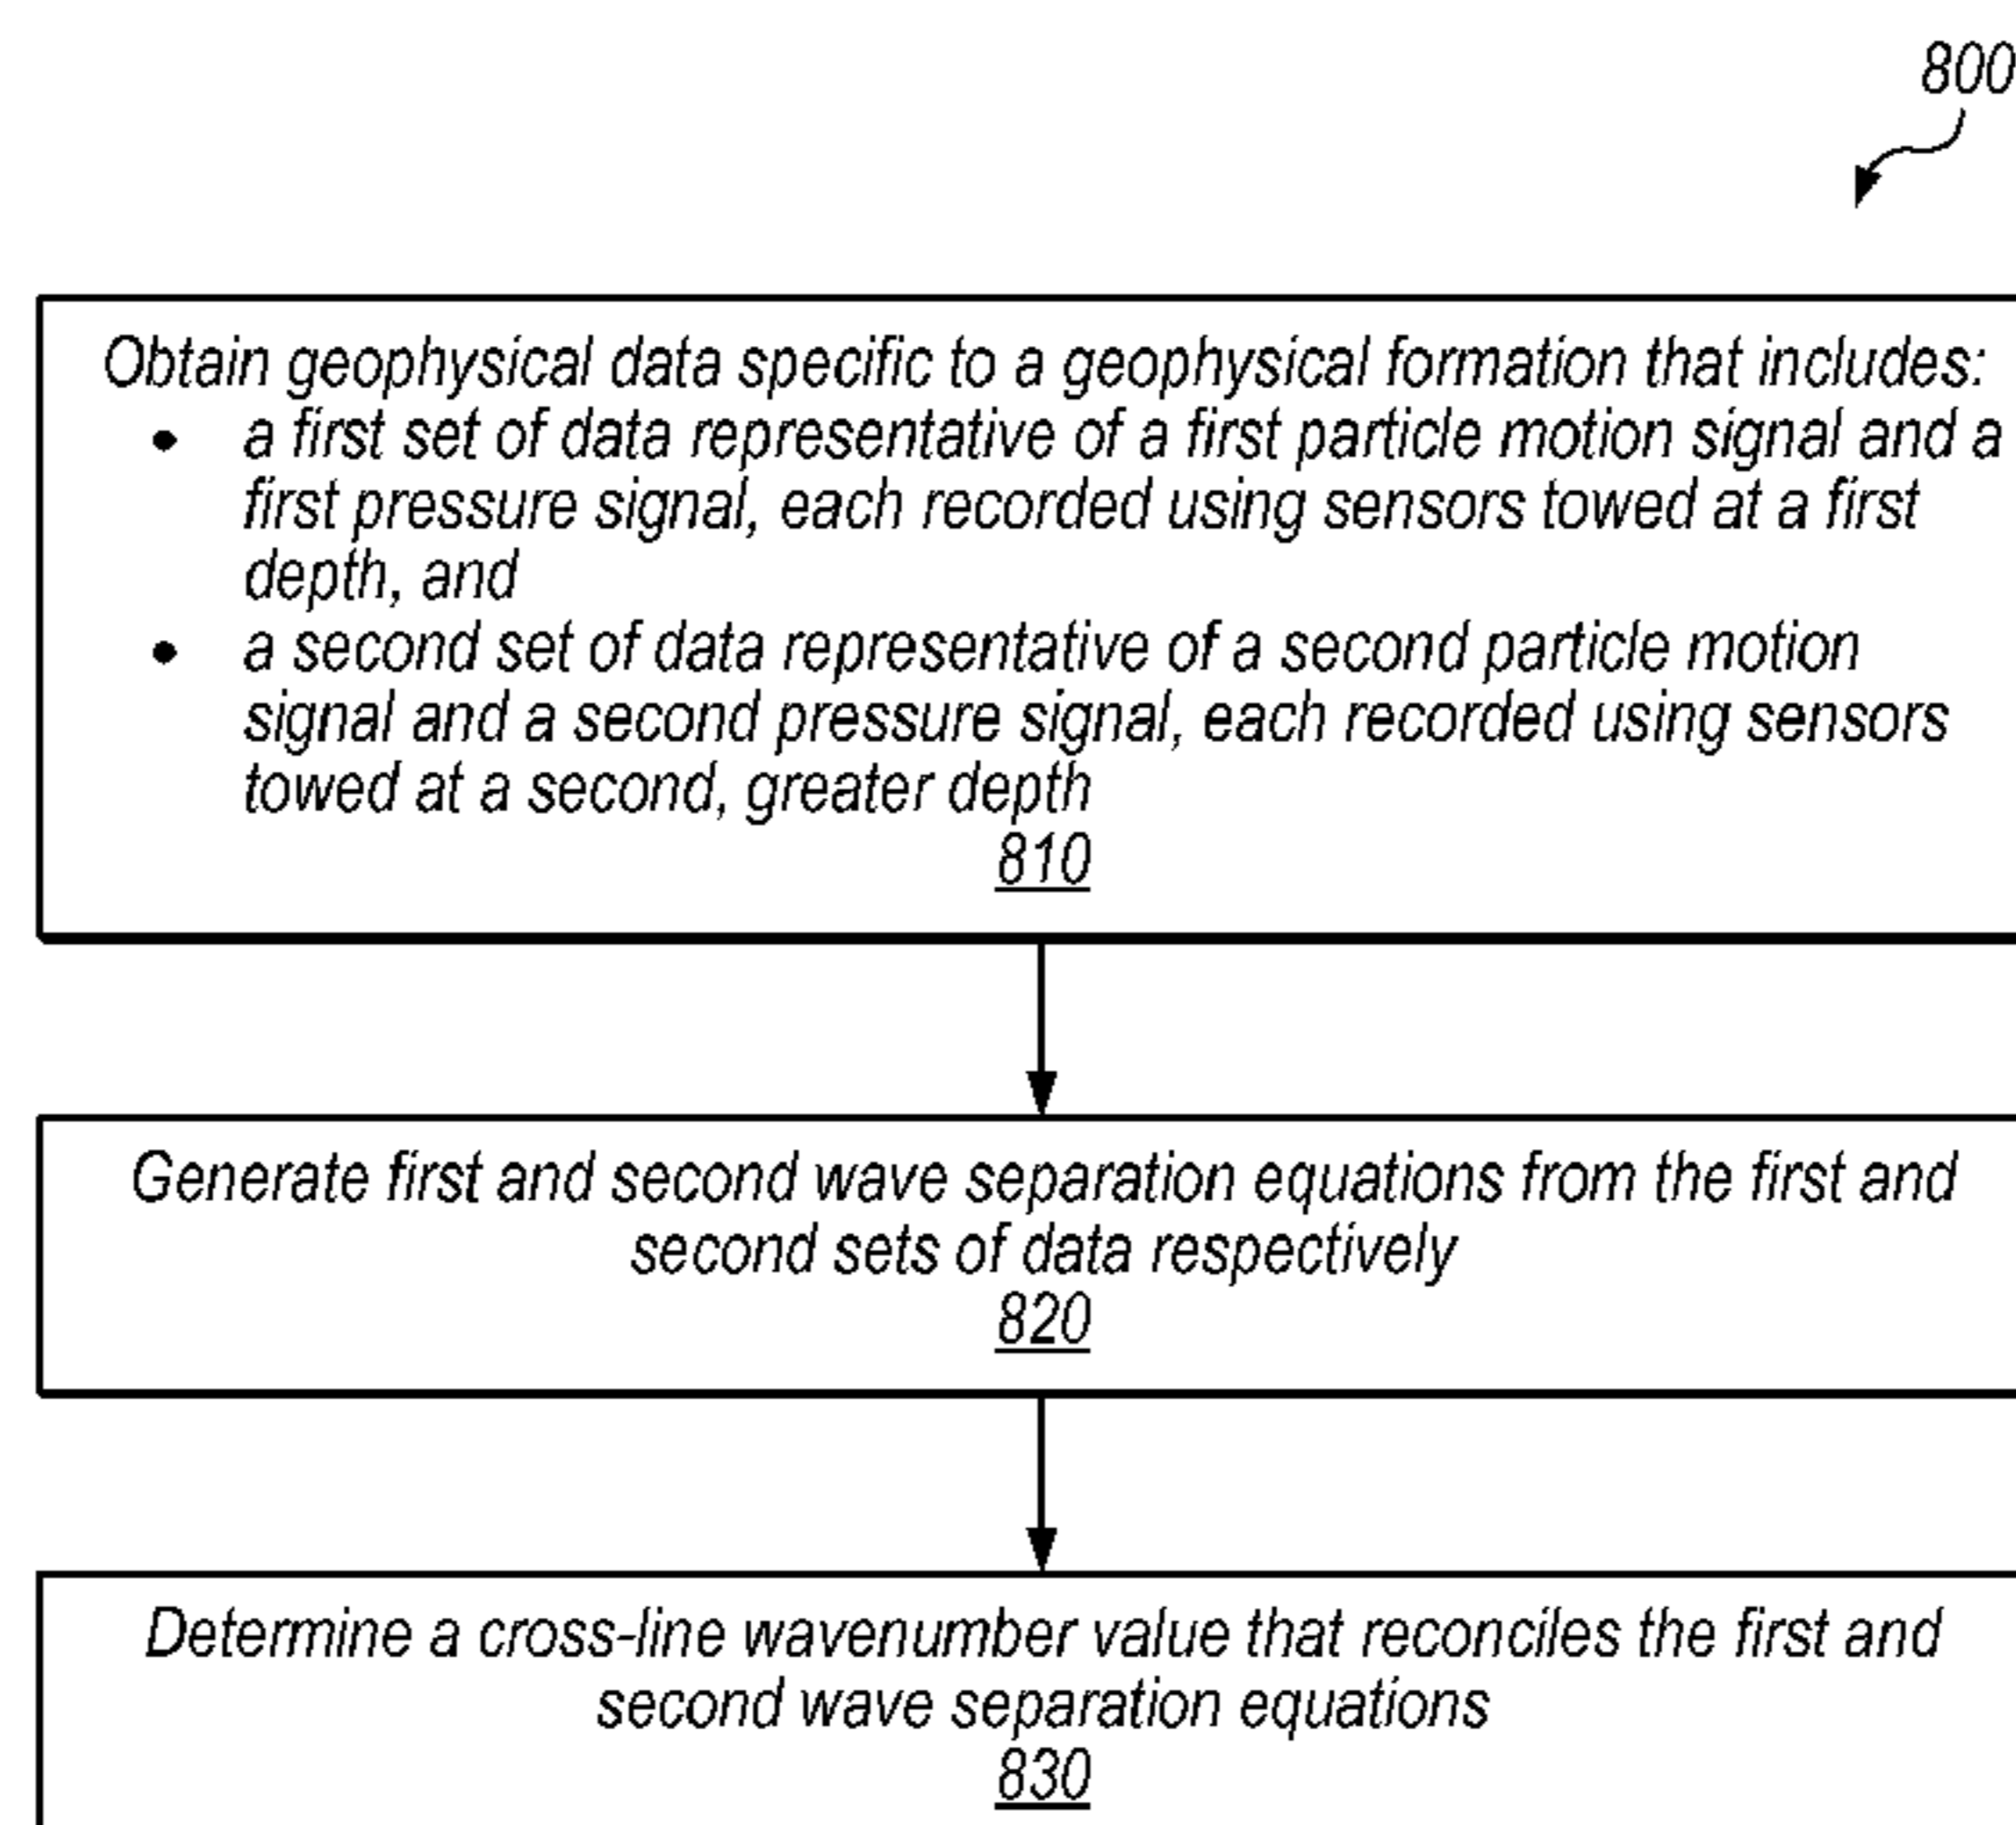 800
Obtain geophysical data specific to a geophysical formation that includes:
• a first set of data representative of a first particle motion signal and a
first pressure signal, each recorded using sensors towed at a first
depth, and
• a second set of data representative of a second particle motion
signal and a second pressure signal, each recorded using sensors
towed at a second, greater depth
810
Generate first and second wave separation equations from the first and
second sets of data respectively
820
Determine a cross-line wavenumber value that reconciles the first and
second wave separation equations
830